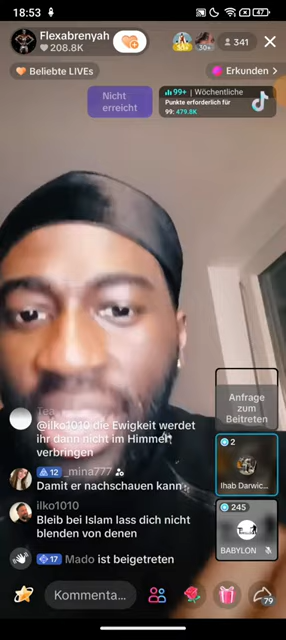 18:53
47
Flexabrenyah
208.8K
30+
341
Beliebte LIVEs
Erkunden >
Nicht
erreicht
99+ | Wöchentliche
Punkte erforderlich für
99: 479.8K
Tea
@ilko1010 die Ewigkeit werdet
ihr dann nicht im Himmel
verbringen
12 _mina777
Damit er nachschauen kann
ilko1010
Bleib bei Islam lass dich nicht
blenden von denen
17 Mado ist beigetreten
Anfrage
zum
Beitreten
2
Ihab Darwic...
245
BABYLON
Kommenta...
79